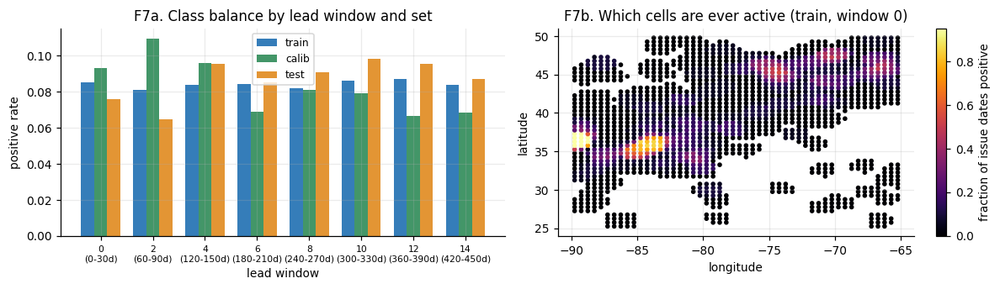 F7a. Class balance by lead window and set
positive rate
0.10
0.08
0.06
0.04
0.02
0.00
train
calib
test
0 2 4 6 8 10 12 14
(0-30d) (60-90d) (120-150d) (180-210d) (240-270d) (300-330d) (360-390d) (420-450d)
lead window
F7b. Which cells are ever active (train, window 0)
latitude
50
45
40
35
30
25
−90 −85 −80 −75 −70 −65
longitude
0.8
0.6
0.4
0.2
0.0
fraction of issue dates positive